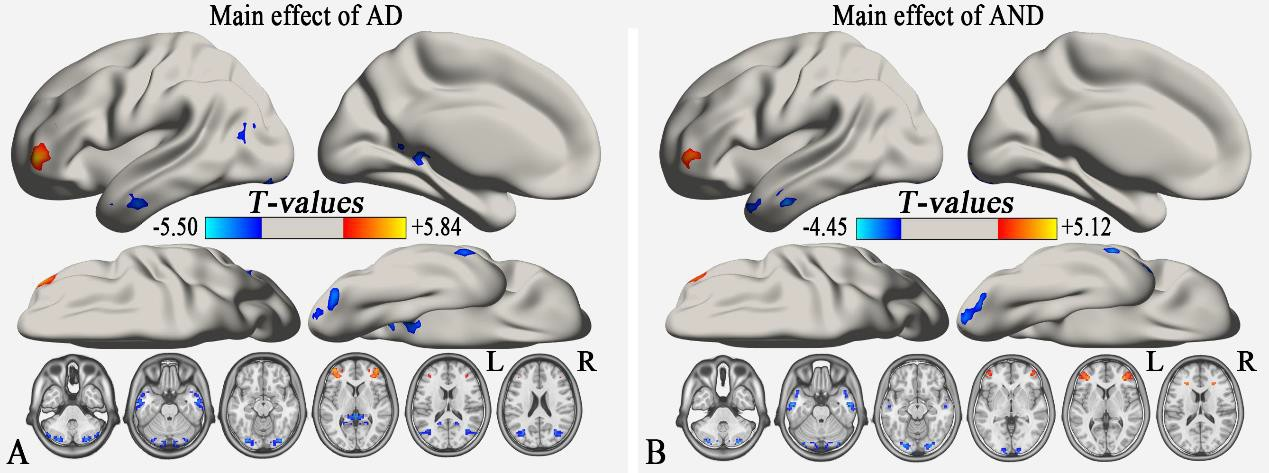 Main effect of AD
T-values
-5.50 +5.84
L R
A
Main effect of AND
T-values
-4.45 +5.12
L R
B